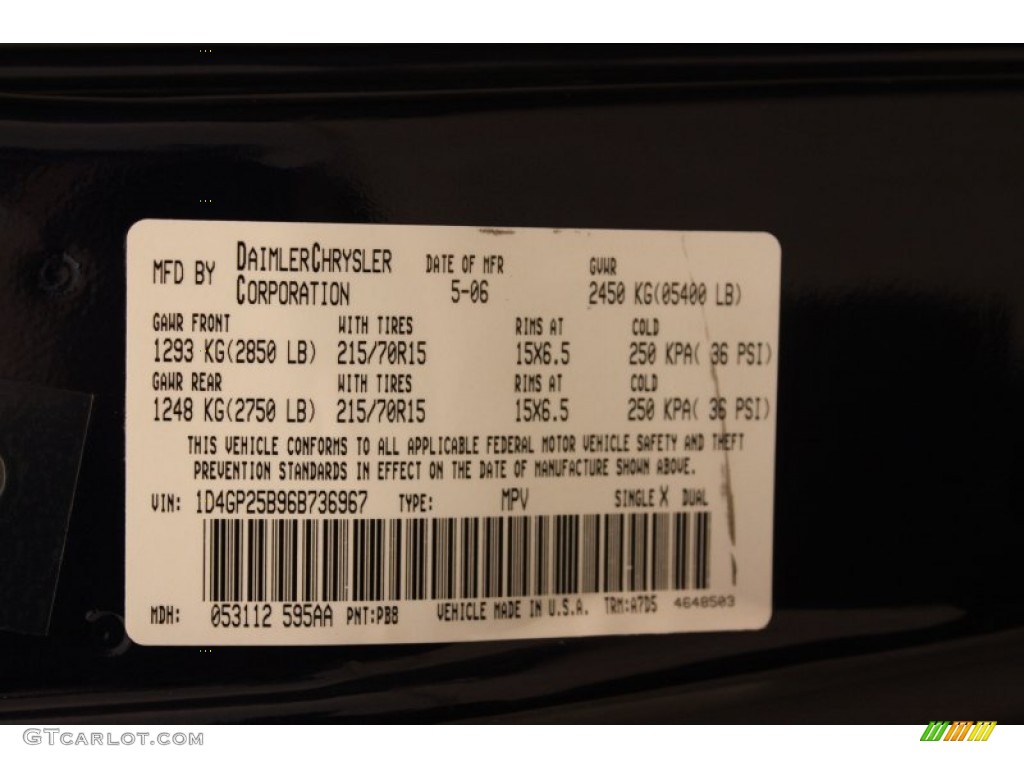 MFD BY DAIMLERCHRYSLER CORPORATION DATE OF MFR 5-06 GVWR 2450 KG(05400 LB)
GAWR FRONT WITH TIRES RIMS AT COLD
1293 KG(2850 LB) 215/70R15 15X6.5 250 KPA( 36 PSI)
GAWR REAR WITH TIRES RIMS AT COLD
1248 KG(2750 LB) 215/70R15 15X6.5 250 KPA( 36 PSI)
THIS VEHICLE CONFORMS TO ALL APPLICABLE FEDERAL MOTOR VEHICLE SAFETY AND THEFT
PREVENTION STANDARDS IN EFFECT ON THE DATE OF MANUFACTURE SHOWN ABOVE.
VIN: 1D4GP25B96B736967 TYPE: MPV SINGLE X DUAL
MDH: 053112 595AA PNT:PB8 VEHICLE MADE IN U.S.A. TRM:A7D5 4648503
GTCARLOT.COM